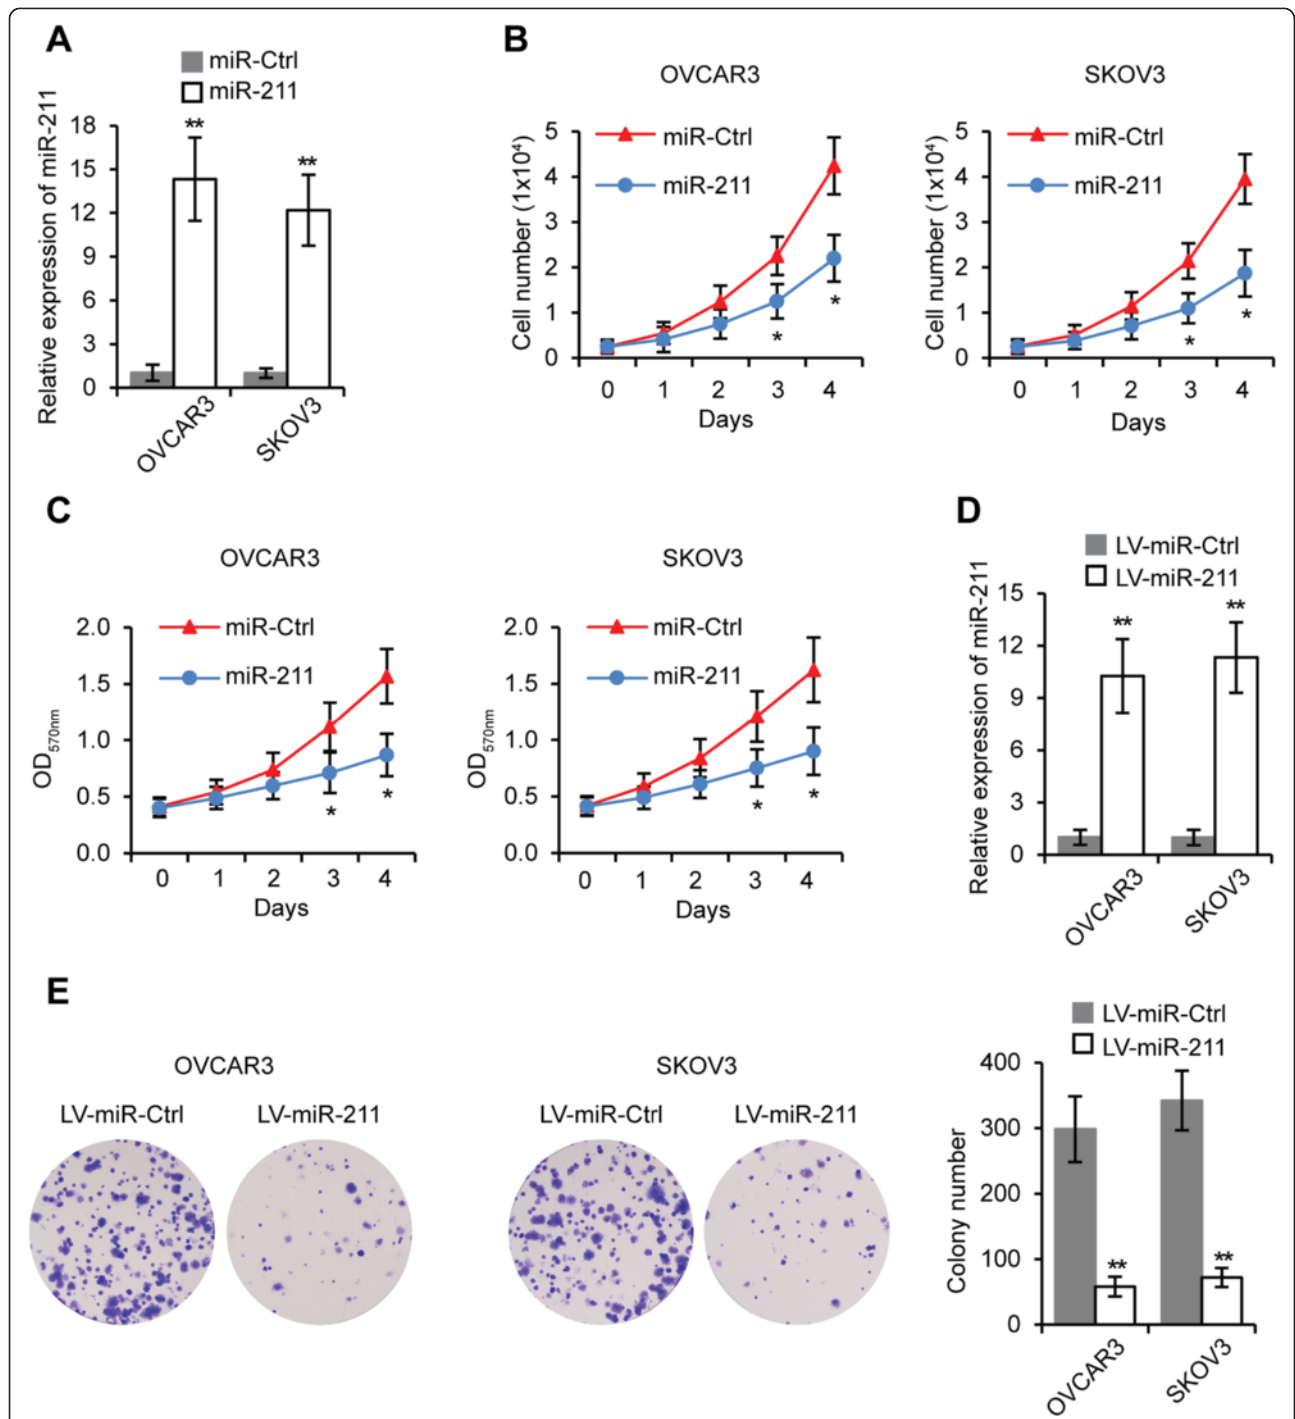 A
miR-Ctrl
miR-211
Relative expression of miR-211
18
15
12
9
6
3
0
**
**
OVCAR3
SKOV3
B
OVCAR3
Cell number (1x10⁴)
5
4
3
2
1
0
miR-Ctrl
miR-211
*
*
0 1 2 3 4
Days
SKOV3
Cell number (1x10⁴)
5
4
3
2
1
0
miR-Ctrl
miR-211
*
*
0 1 2 3 4
Days
C
OVCAR3
OD570nm
2.0
1.5
1.0
0.5
0.0
miR-Ctrl
miR-211
*
*
0 1 2 3 4
Days
SKOV3
OD570nm
2.0
1.5
1.0
0.5
0.0
miR-Ctrl
miR-211
*
*
0 1 2 3 4
Days
D
LV-miR-Ctrl
LV-miR-211
Relative expression of miR-211
15
12
9
6
3
0
**
**
OVCAR3
SKOV3
E
OVCAR3
LV-miR-Ctrl LV-miR-211
SKOV3
LV-miR-Ctrl LV-miR-211
LV-miR-Ctrl
LV-miR-211
Colony number
400
300
200
100
0
**
**
OVCAR3
SKOV3